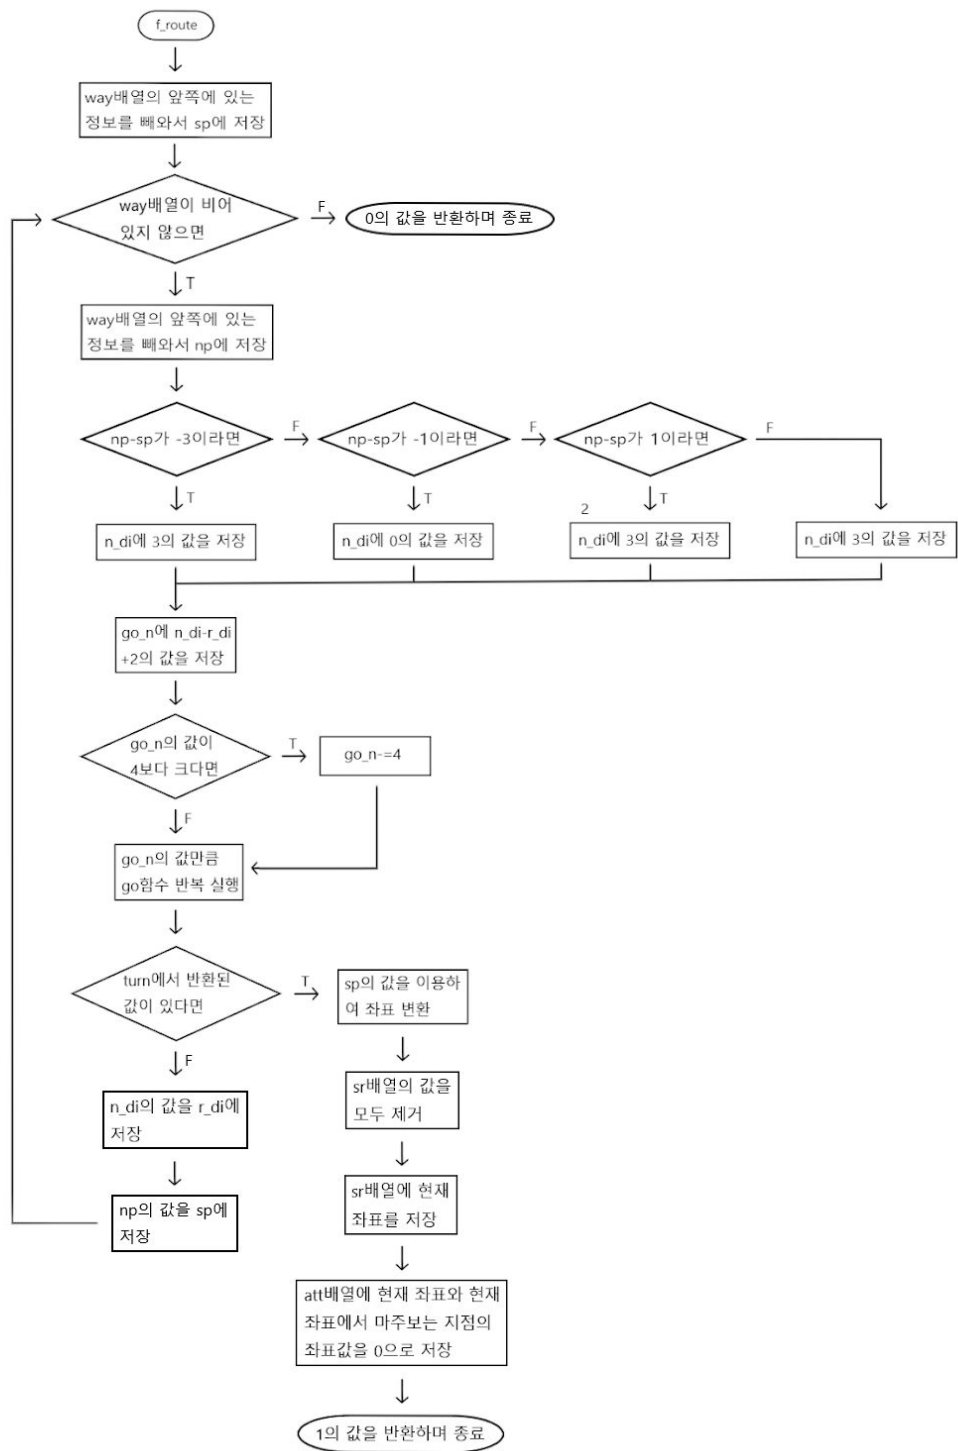 f_route
way배열의 앞쪽에 있는
정보를 빼와서 sp에 저장
way배열이 비어
있지 않으면
F
0의 값을 반환하며 종료
T
way배열의 앞쪽에 있는
정보를 빼와서 np에 저장
np-sp가 -3이라면
F
np-sp가 -1이라면
F
np-sp가 1이라면
F
T
T
T
2
n_di에 3의 값을 저장
n_di에 0의 값을 저장
n_di에 3의 값을 저장
n_di에 3의 값을 저장
go_n에 n_di-r_di
+2의 값을 저장
go_n의 값이
4보다 크다면
T
go_n-=4
F
go_n의 값만큼
go함수 반복 실행
turn에서 반환된
값이 있다면
T
sp의 값을 이용하
여 좌표 변환
F
n_di의 값을 r_di에
저장
np의 값을 sp에
저장
sr배열의 값을
모두 제거
sr배열에 현재
좌표를 저장
att배열에 현재 좌표와 현재
좌표에서 마주보는 지점의
좌표값을 0으로 저장
1의 값을 반환하며 종료